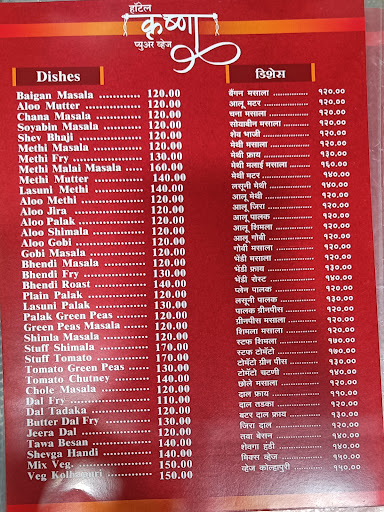 हॉटेल
कृष्णा
प्युअर व्हेज
Dishes
Baigan Masala ............ 120.00
Aloo Mutter ............ 120.00
Chana Masala ............ 120.00
Soyabin Masala ............ 120.00
Shev Bhaji ............ 120.00
Methi Masala ............ 120.00
Methi Fry ............ 130.00
Methi Malai Masala ..... 160.00
Methi Mutter ............ 140.00
Lasuni Methi ............ 140.00
Aloo Methi ............ 120.00
Aloo Jira ............ 120.00
Aloo Palak ............ 120.00
Aloo Shimala ............ 120.00
Aloo Gobi ............ 120.00
Gobi Masala ............ 120.00
Bhendi Masala ............ 120.00
Bhendi Fry ............ 130.00
Bhendi Roast ............ 140.00
Plain Palak ............ 120.00
Lasuni Palak ............ 130.00
Palak Green Peas ........ 120.00
Green Peas Masala ...... 120.00
Shimla Masala ............ 120.00
Stuff Shimala ............ 170.00
Stuff Tomato ............ 170.00
Tomato Green Peas ...... 130.00
Tomato Chutney ......... 140.00
Chole Masala ............ 120.00
Dal Fry ............ 110.00
Dal Tadaka ............ 120.00
Butter Dal Fry ............ 130.00
Jeera Dal ............ 120.00
Tawa Besan ............ 140.00
Shevga Handi ............ 140.00
Mix Veg. ............ 150.00
Veg Kolhapuri ............ 150.00
डिशेस
बैंगन मसाला ............ १२०.००
आलू मटर ............ १२०.००
चना मसाला ............ १२०.००
सोयाबीन मसाला ............ १२०.००
शेव भाजी ............ १२०.००
मेथी मसाला ............ १२०.००
मेथी फ्राय ............ १३०.००
मेथी मलाई मसाला ............ १६०.००
मेथी मटर ............ १४०.००
लसूनी मेथी ............ १४०.००
आलू मेथी ............ १२०.००
आलू जिरा ............ १२०.००
आलू पालक ............ १२०.००
आलू शिमला ............ १२०.००
आलू गोबी ............ १२०.००
गोबी मसाला ............ १२०.००
भेंडी मसाला ............ १२०.००
भेंडी फ्राय ............ १३०.००
भेंडी रोस्ट ............ १४०.००
प्लेन पालक ............ १२०.००
लसूनी पालक ............ १३०.००
पालक ग्रीनपीस ............ १२०.००
ग्रीनपीस मसाला ............ १२०.००
शिमला मसाला ............ १२०.००
स्टफ शिमला ............ १७०.००
स्टफ टोमॅटो ............ १७०.००
टोमॅटो ग्रीन पीस ............ १३०.००
टोमॅटो चटणी ............ १४०.००
छोले मसाला ............ १२०.००
दाल फ्राय ............ ११०.००
दाल तडका ............ १२०.००
बटर दाल फ्राय ............ १३०.००
जिरा दाल ............ १२०.००
तवा बेसन ............ १४०.००
शेवगा हंडी ............ १४०.००
मिक्स व्हेज ............ १५०.००
व्हेज कोल्हापुरी ............ १५०.००